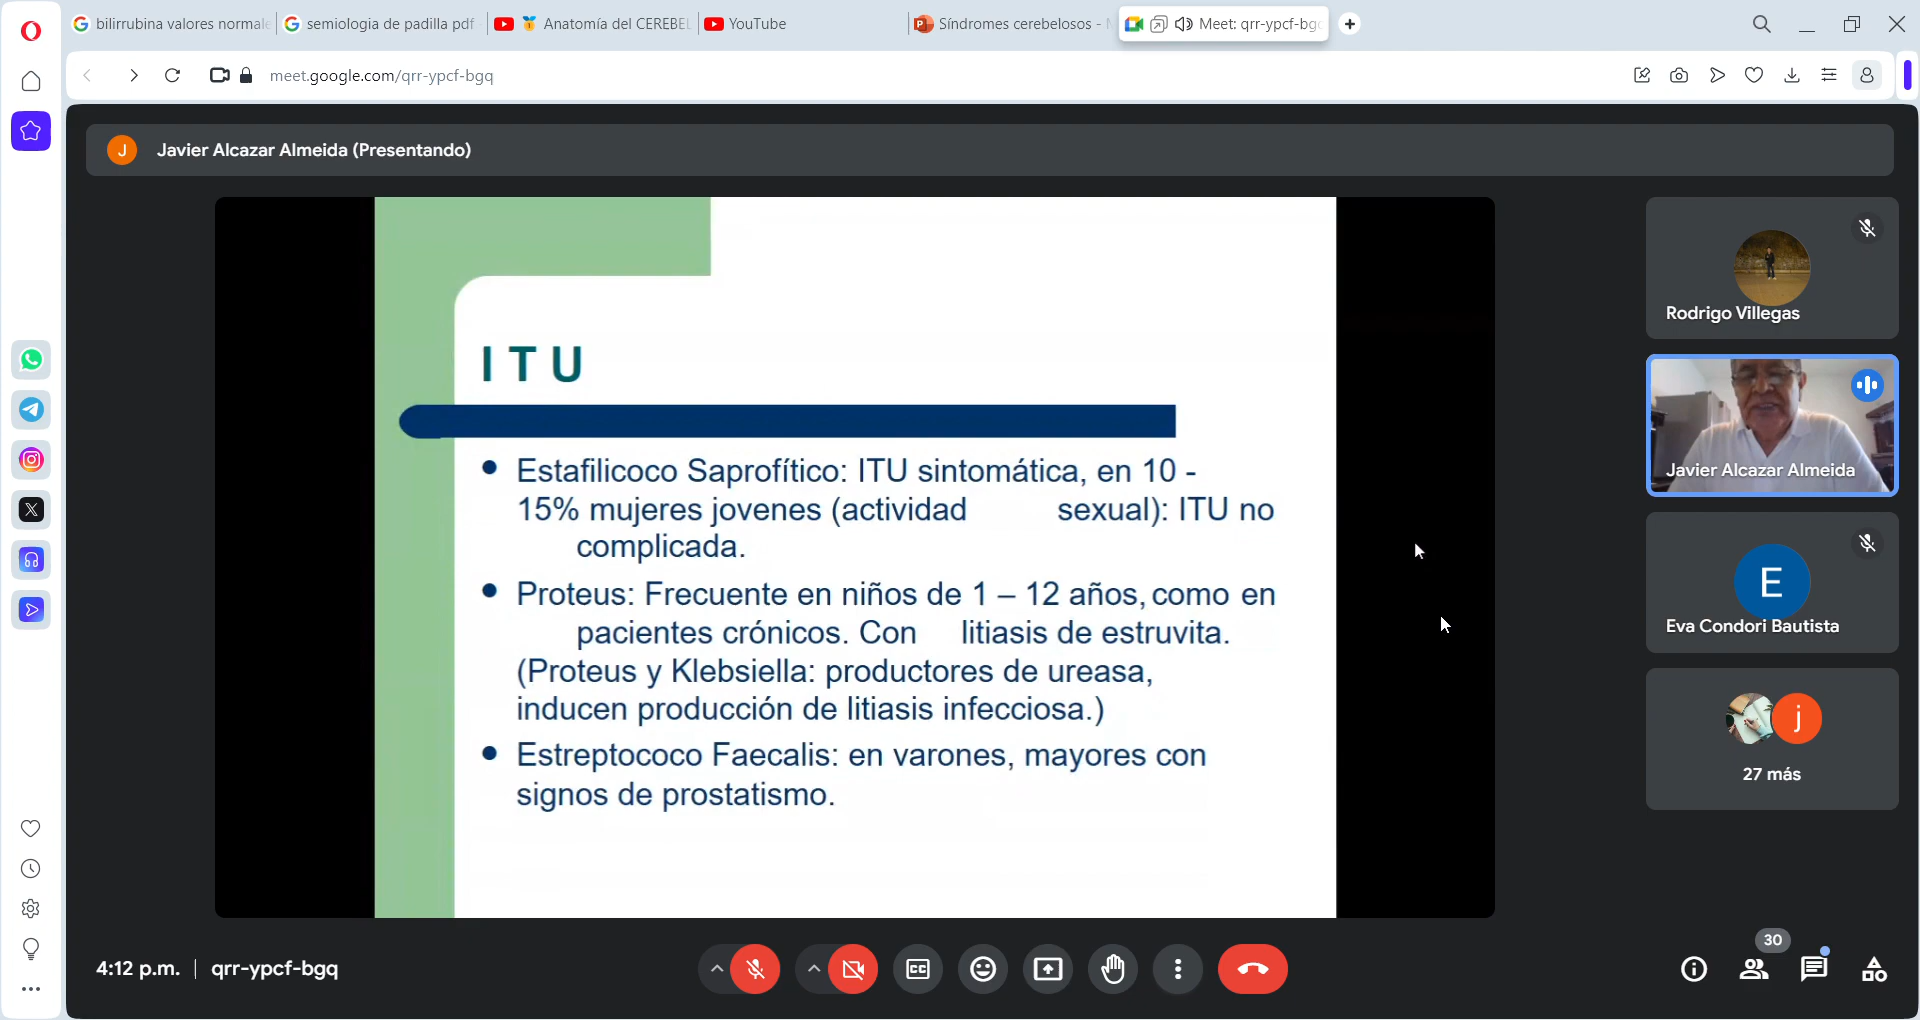 bilirrubina valores normale
semiologia de padilla pdf
Anatomía del CEREBEL
YouTube
Síndromes cerebelosos -
Meet: qrr-ypcf-bgq
meet.google.com/qrr-ypcf-bgq
J
Javier Alcazar Almeida (Presentando)
I T U
Estafilicoco Saprofítico: ITU sintomática, en 10 -
15% mujeres jovenes (actividad sexual): ITU no
complicada.
Proteus: Frecuente en niños de 1 – 12 años, como en
pacientes crónicos. Con litiasis de estruvita.
(Proteus y Klebsiella: productores de ureasa,
inducen producción de litiasis infecciosa.)
Estreptococo Faecalis: en varones, mayores con
signos de prostatismo.
Rodrigo Villegas
Javier Alcazar Almeida
E
Eva Condori Bautista
j
27 más
4:12 p.m. | qrr-ypcf-bgq
CC
30